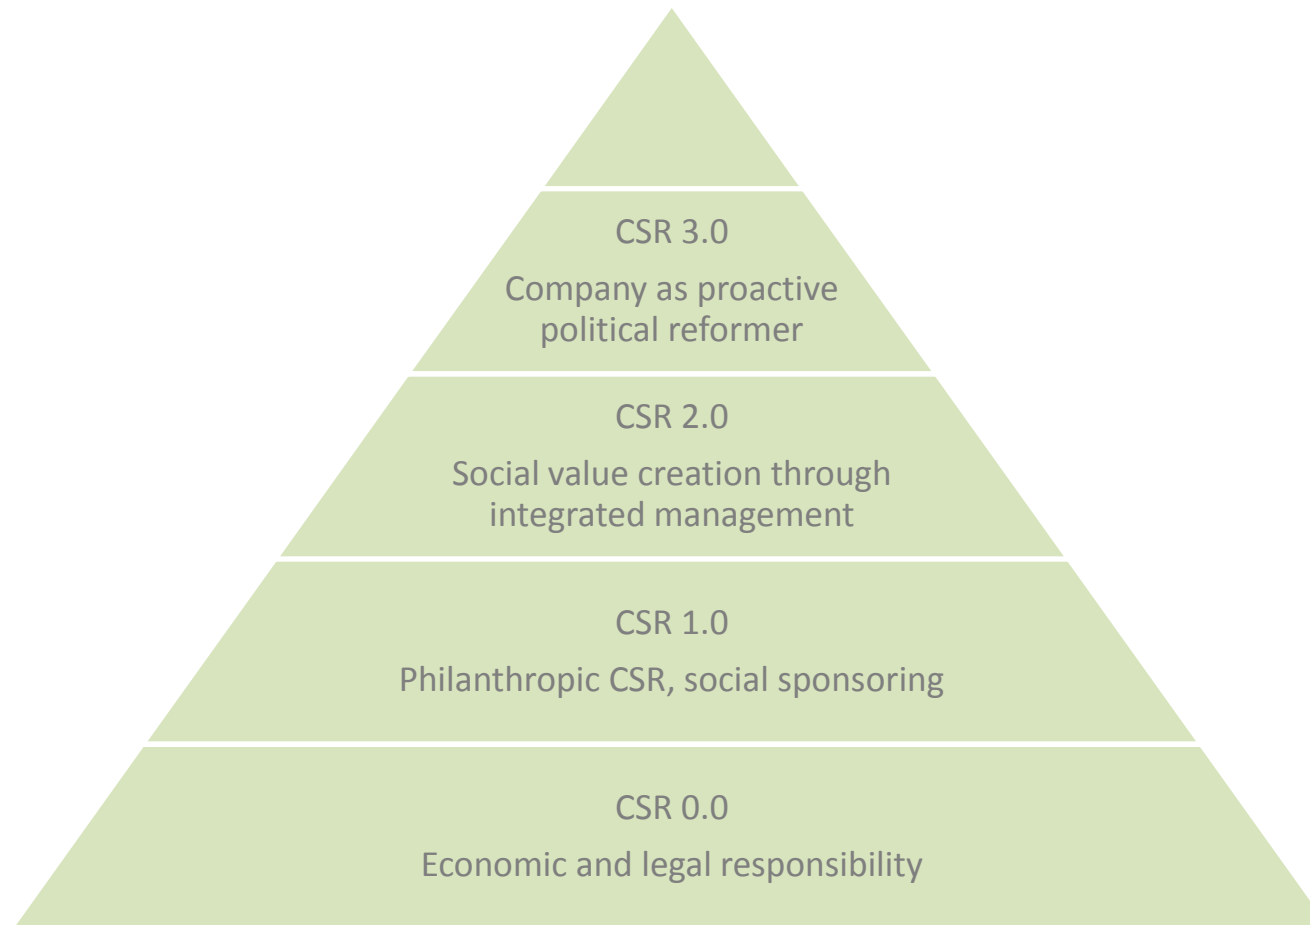 CSR 3.0
Company as proactive
political reformer
CSR 2.0
Social value creation through
integrated management
CSR 1.0
Philanthropic CSR, social sponsoring
CSR 0.0
Economic and legal responsibility